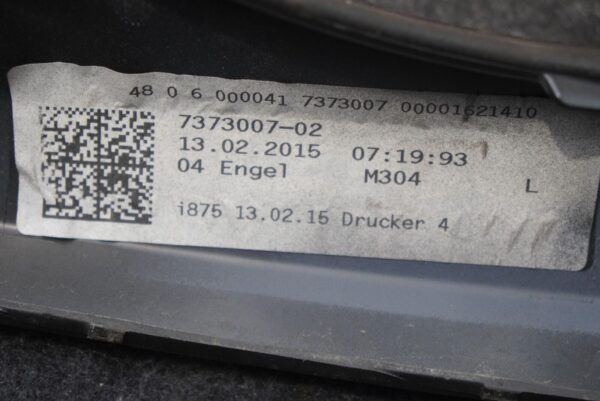 48 0 6 000041 7373007 00001621410
7373007-02
13.02.2015 07:19:93
04 Engel M304 L
i875 13.02.15 Drucker 4